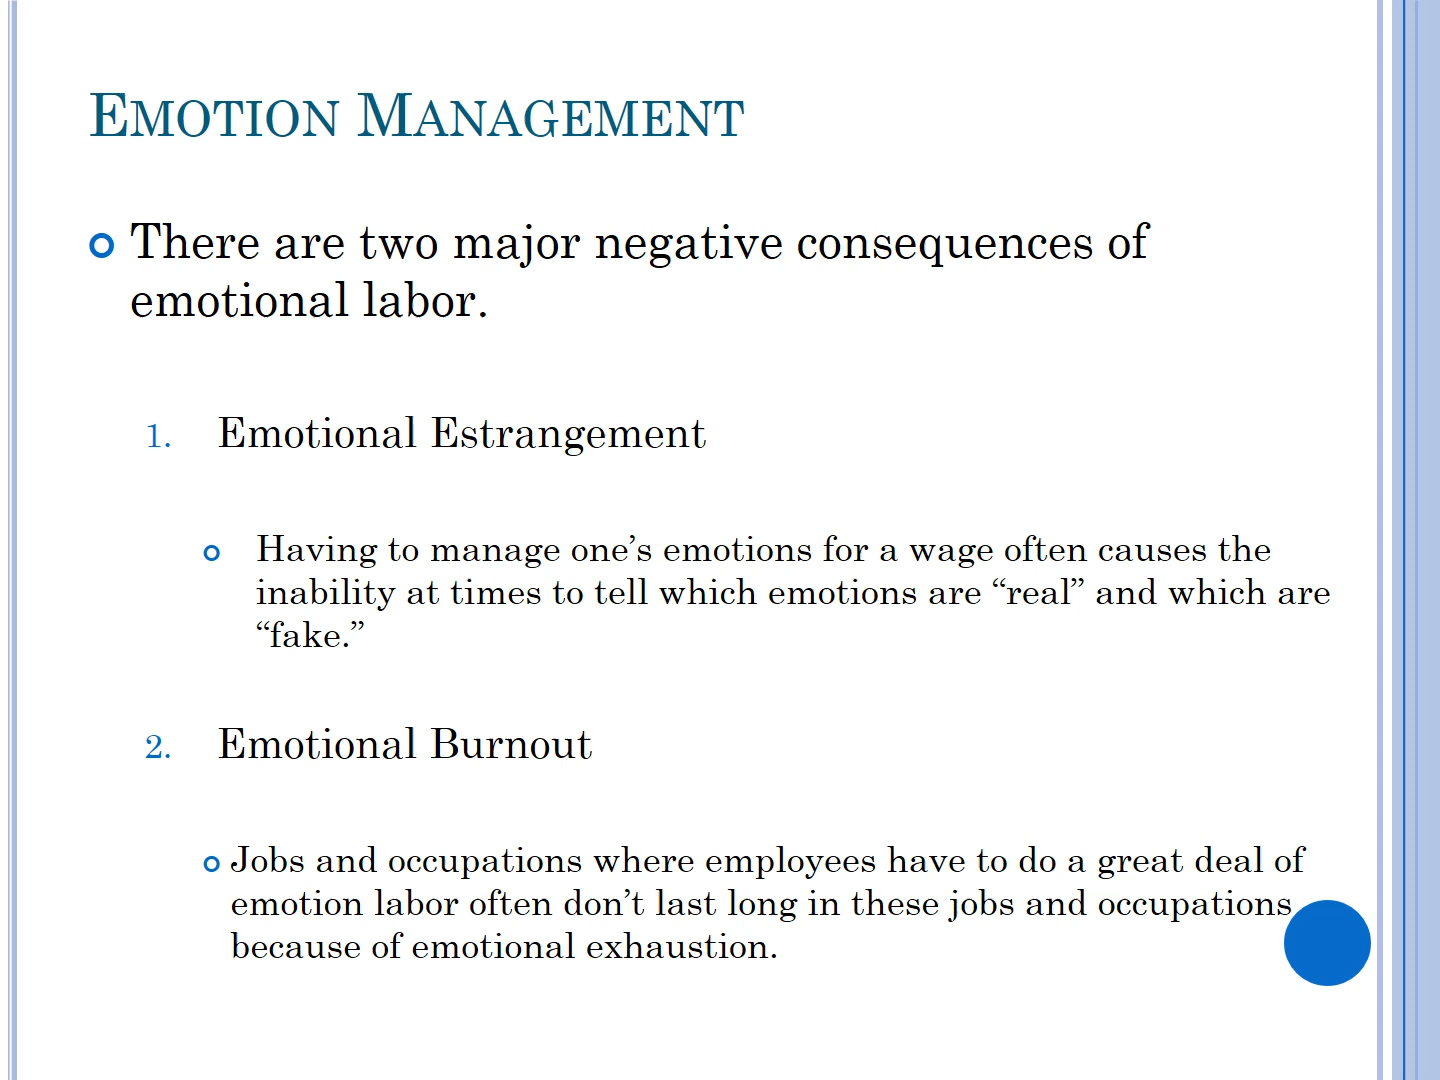 EMOTION MANAGEMENT
There are two major negative consequences of
emotional labor.
1. Emotional Estrangement
Having to manage one’s emotions for a wage often causes the
inability at times to tell which emotions are “real” and which are
“fake.”
2. Emotional Burnout
Jobs and occupations where employees have to do a great deal of
emotion labor often don’t last long in these jobs and occupations
because of emotional exhaustion.